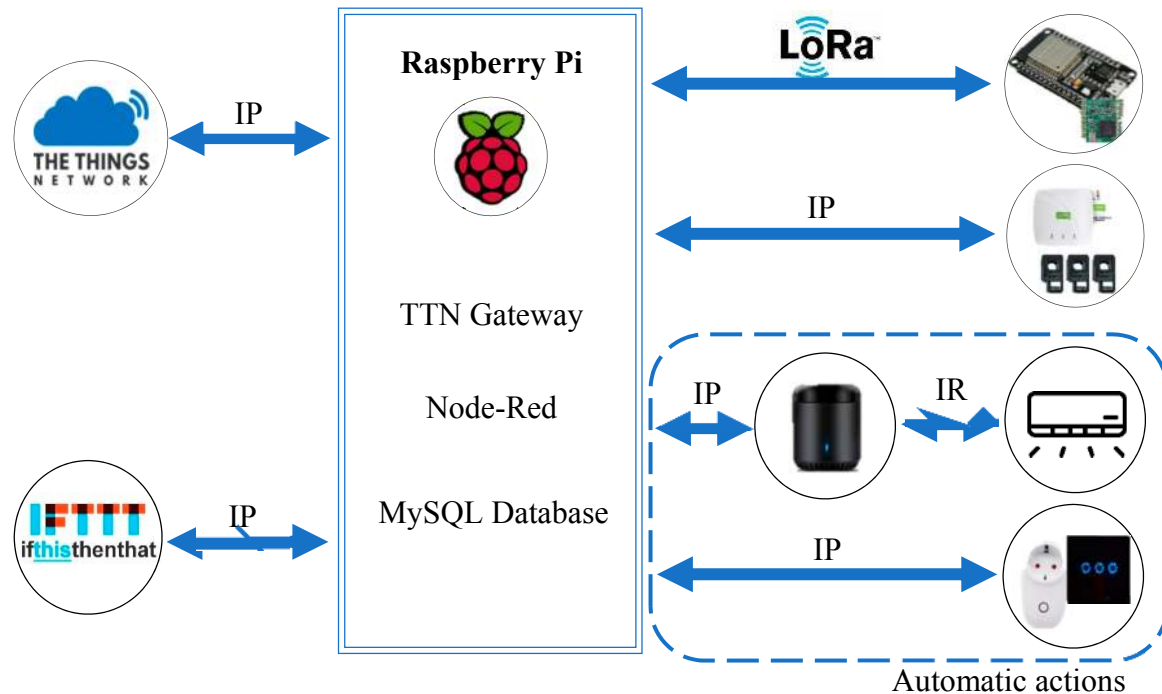 THE THINGS
NETWORK
IP
IFTTT
ifthisthenthat
IP
Raspberry Pi
TTN Gateway
Node-Red
MySQL Database
LoRa
IP
IP
IR
IP
Automatic actions